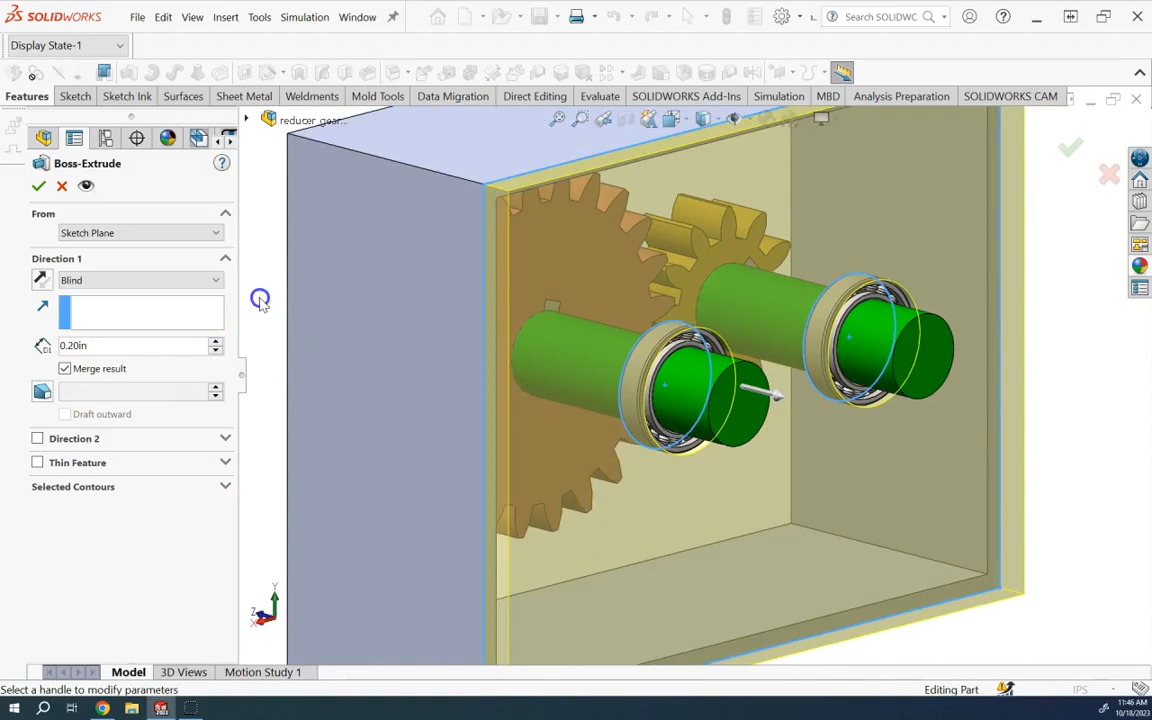 SOLIDWORKS File Edit View Insert Tools Simulation Window Search SOLIDWC
Display State-1
Features Sketch Sketch Ink Surfaces Sheet Metal Weldments Mold Tools Data Migration Direct Editing Evaluate SOLIDWORKS Add-Ins Simulation MBD Analysis Preparation SOLIDWORKS CAM
reducer_gear...
Boss-Extrude
From
Sketch Plane
Direction 1
Blind
D1 0.20in
Merge result
Draft outward
Direction 2
Thin Feature
Selected Contours
Y
Z X
Model 3D Views Motion Study 1
Select a handle to modify parameters Editing Part IPS
11:46 AM
10/18/2023